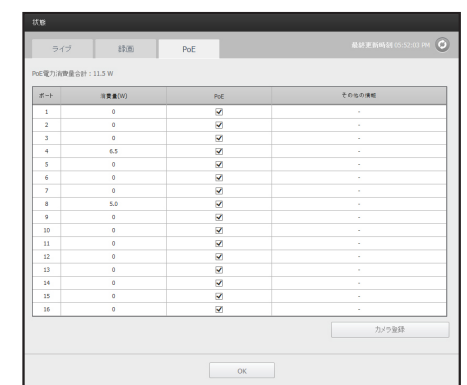 状態
ライブ 録画 PoE 最終更新時刻 05:52:03 PM
PoE電力消費量合計 : 11.5 W
ポート 消費量(W) PoE その他の情報
1 0 -
2 0 -
3 0 -
4 6.5 -
5 0 -
6 0 -
7 0 -
8 5.0 -
9 0 -
10 0 -
11 0 -
12 0 -
13 0 -
14 0 -
15 0 -
16 0 -
カメラ登録
OK